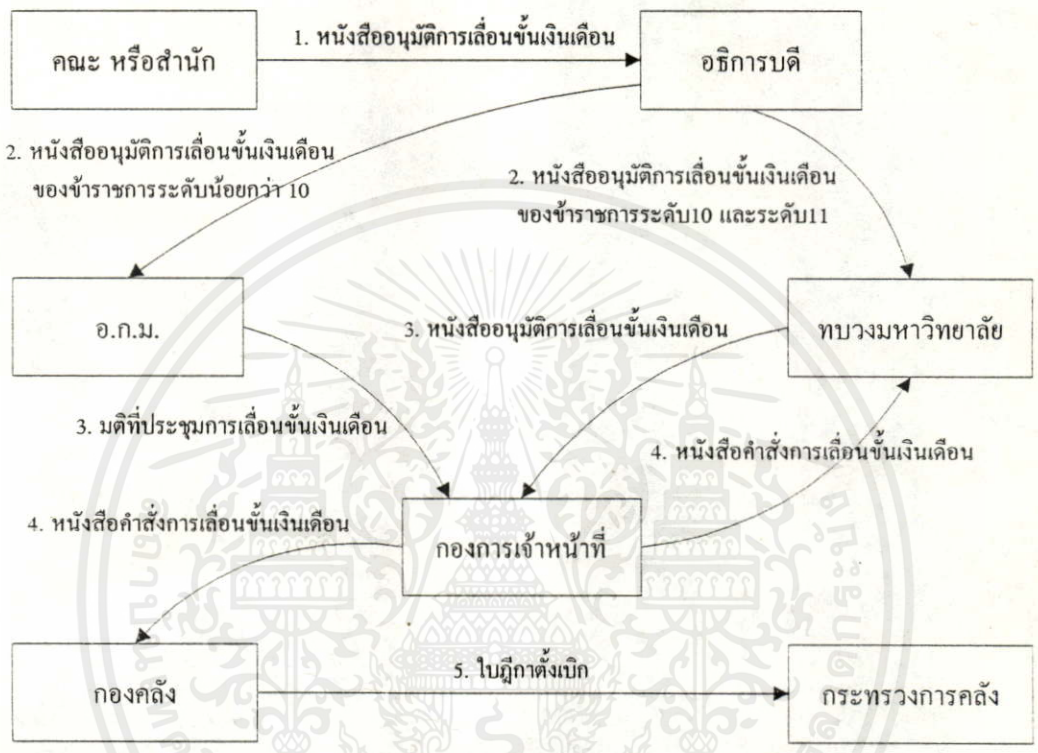 1. หนังสืออนุมัติการเลื่อนขั้นเงินเดือน
คณะ หรือสำนัก
อธิการบดี
2. หนังสืออนุมัติการเลื่อนขั้นเงินเดือน
ของข้าราชการระดับน้อยกว่า 10
2. หนังสืออนุมัติการเลื่อนขั้นเงินเดือน
ของข้าราชการระดับ10 และระดับ11
อ.ก.ม.
3. หนังสืออนุมัติการเลื่อนขั้นเงินเดือน
ทบวงมหาวิทยาลัย
3. มติที่ประชุมการเลื่อนขั้นเงินเดือน
4. หนังสือคำสั่งการเลื่อนขั้นเงินเดือน
4. หนังสือคำสั่งการเลื่อนขั้นเงินเดือน
กองการเจ้าหน้าที่
กองคลัง
5. ใบฎีกาตั้งเบิก
กระทรวงการคลัง